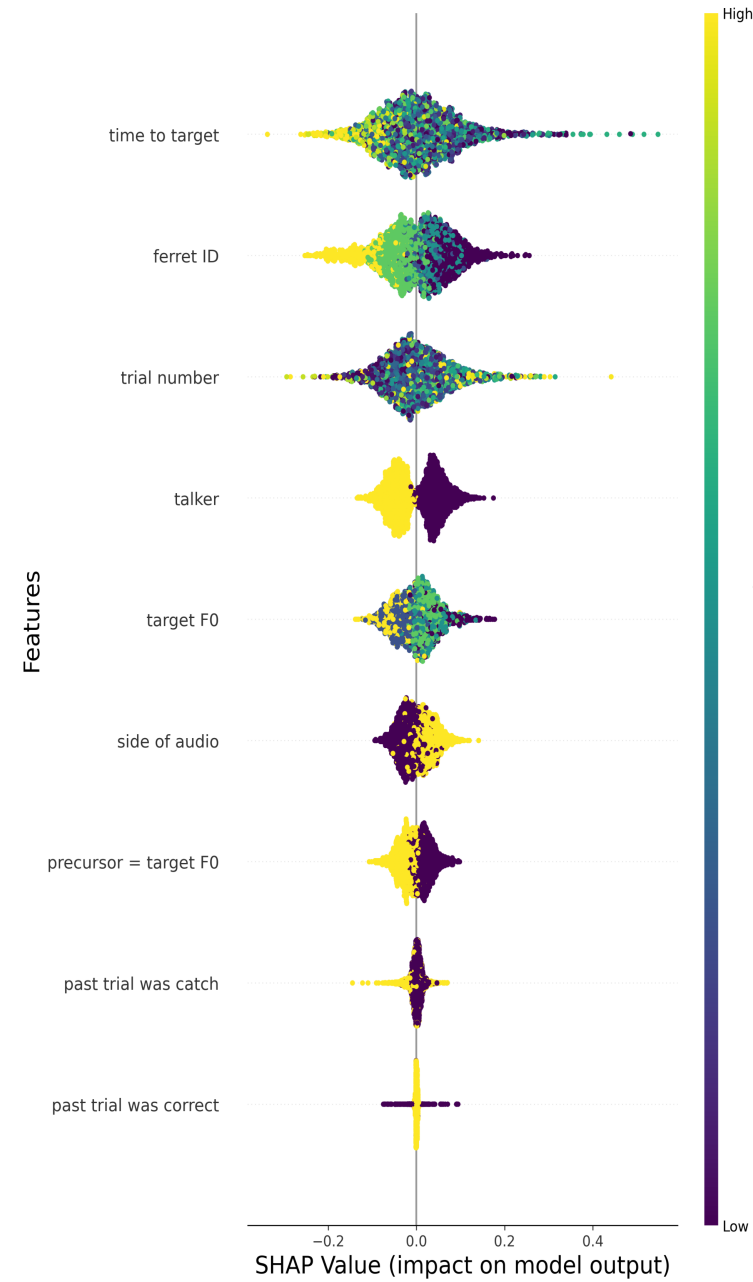 High
time to target
ferret ID
trial number
talker
target F0
Features
side of audio
precursor = target F0
past trial was catch
past trial was correct
Low
−0.2 0.0 0.2 0.4
SHAP Value (impact on model output)